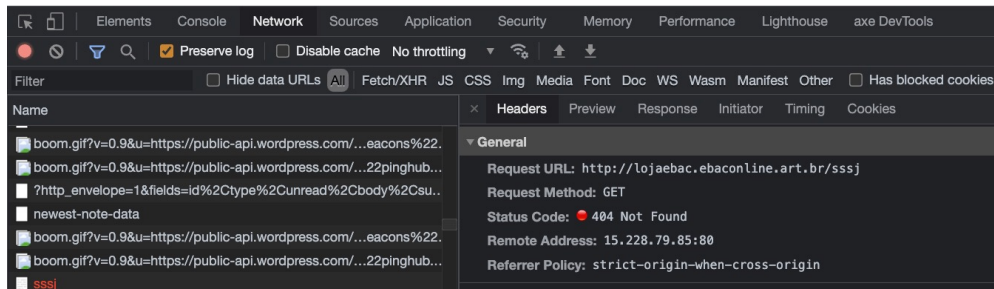 Elements Console Network Sources Application Security Memory Performance Lighthouse axe DevTools
Preserve log Disable cache No throttling
Filter Hide data URLs All Fetch/XHR JS CSS Img Media Font Doc WS Wasm Manifest Other Has blocked cookies
Name
× Headers Preview Response Initiator Timing Cookies
boom.gif?v=0.9&u=https://public-api.wordpress.com/…eacons%22.
General
boom.gif?v=0.9&u=https://public-api.wordpress.com/…22pinghub...
Request URL: http://lojaebac.ebaconline.art.br/sssj
?http_envelope=1&fields=id%2Ctype%2Cunread%2Cbody%2Csu..
Request Method: GET
newest-note-data
Status Code: 404 Not Found
boom.gif?v=0.9&u=https://public-api.wordpress.com/…eacons%22.
Remote Address: 15.228.79.85:80
boom.gif?v=0.9&u=https://public-api.wordpress.com/…22pinghub...
Referrer Policy: strict-origin-when-cross-origin
sssj